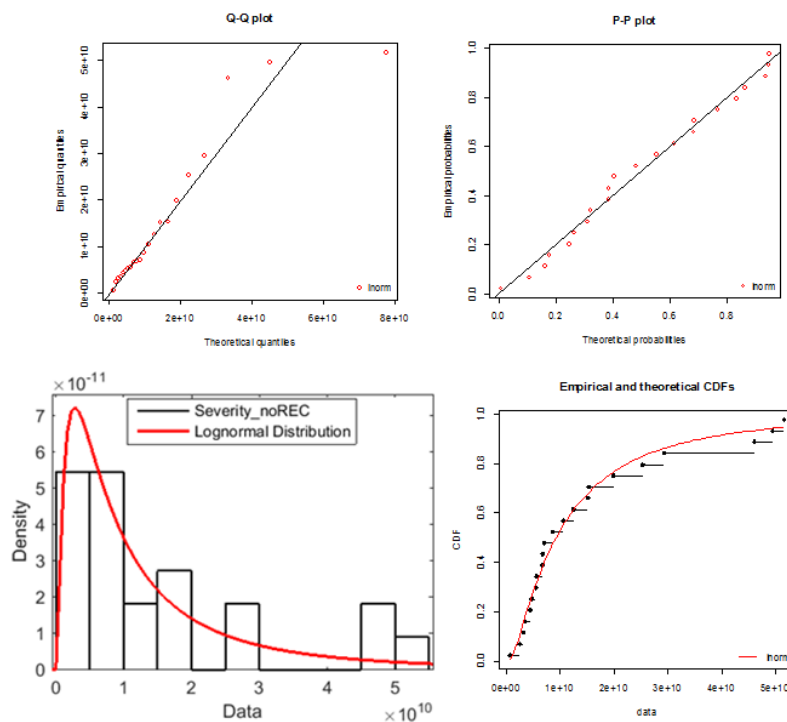 Q-Q plot
Empirical quantiles
5e+10
3e+10
1e+10
0e+00
0e+00
2e+10
4e+10
6e+10
8e+10
Theoretical quantiles
lnorm
P-P plot
Empirical probabilities
1.0
0.8
0.6
0.4
0.2
0.0
0.0
0.2
0.4
0.6
0.8
Theoretical probabilities
lnorm
× 10⁻¹¹
Severity_noREC
Lognormal Distribution
Density
7
6
5
4
3
2
1
0
0
1
2
3
4
5
Data
× 10¹⁰
Empirical and theoretical CDFs
CDF
1.0
0.8
0.6
0.4
0.2
0.0
0e+00
1e+10
2e+10
3e+10
4e+10
5e+10
data
lnorm